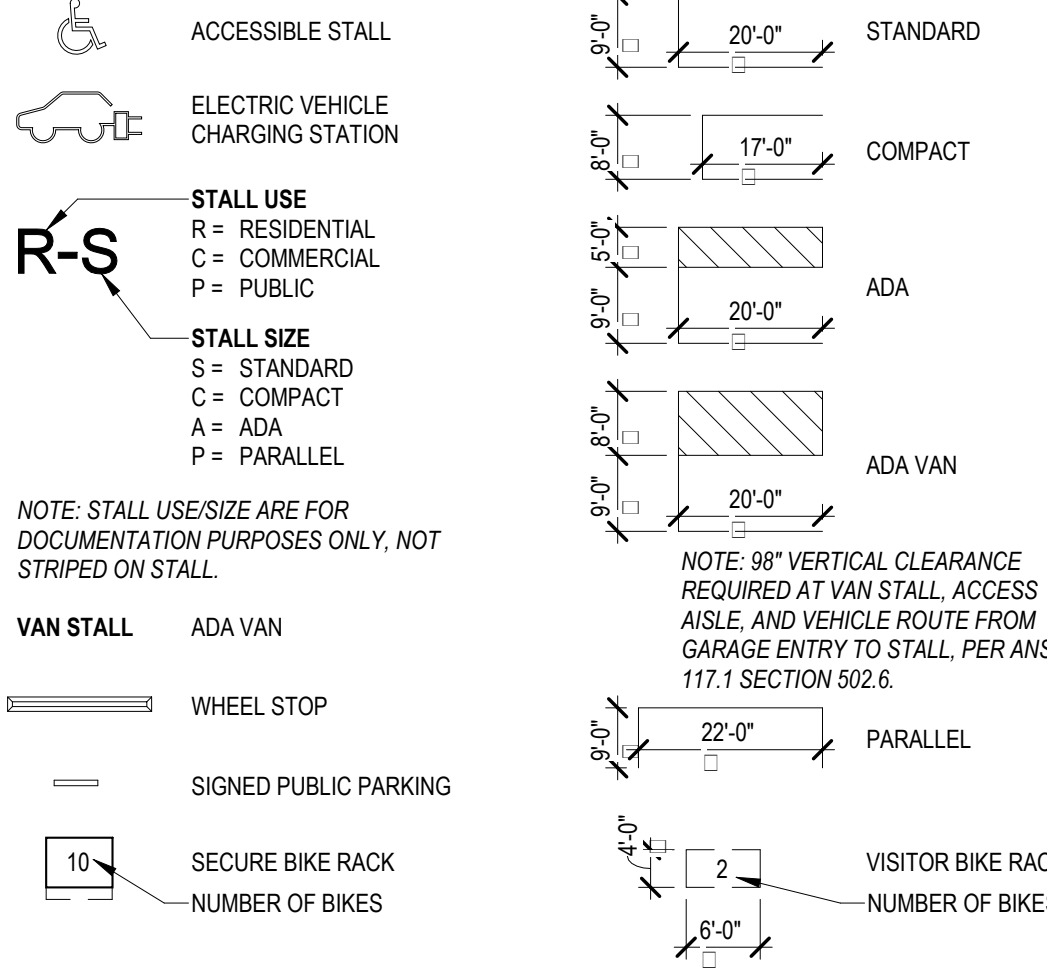 ACCESSIBLE STALL
ELECTRIC VEHICLE
CHARGING STATION
R-S
STALL USE
R = RESIDENTIAL
C = COMMERCIAL
P = PUBLIC
STALL SIZE
S = STANDARD
C = COMPACT
A = ADA
P = PARALLEL
NOTE: STALL USE/SIZE ARE FOR
DOCUMENTATION PURPOSES ONLY, NOT
STRIPED ON STALL.
VAN STALL ADA VAN
WHEEL STOP
SIGNED PUBLIC PARKING
10 SECURE BIKE RACK
NUMBER OF BIKES
9'-0" 20'-0" STANDARD
8'-0" 17'-0" COMPACT
5'-0"
9'-0" 20'-0" ADA
8'-0"
9'-0" 20'-0" ADA VAN
NOTE: 98" VERTICAL CLEARANCE
REQUIRED AT VAN STALL, ACCESS
AISLE, AND VEHICLE ROUTE FROM
GARAGE ENTRY TO STALL, PER
117.1 SECTION 502.6.
9'-0" 22'-0" PARALLEL
4'-0" 2 VISITOR BIKE
NUMBER OF
6'-0"